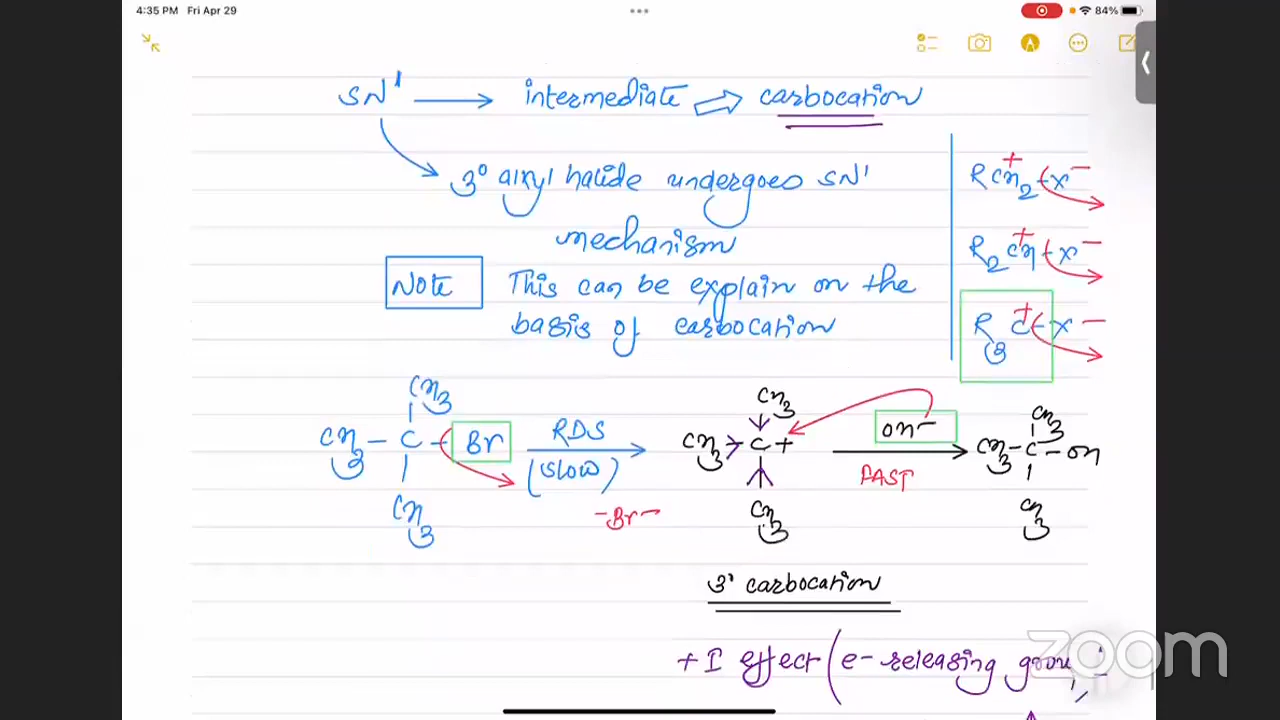 4:35 PM Fri Apr 29
84%
SN¹ → intermediate ⇒ carbocation
3° alkyl halide undergoes SN¹
mechanism
Note This can be explain on the
basis of carbocation
RCH₂⁺–X⁻
R₂CH⁺–X⁻
R₃C⁺–X⁻
CH₃
CH₃ – C – Br
CH₃
RDS
(slow)
-Br⁻
CH₃
CH₃ C +
CH₃
OH⁻
FAST
CH₃
CH₃ – C – OH
CH₃
3° carbocation
+I effect (e- releasing group)
zoom